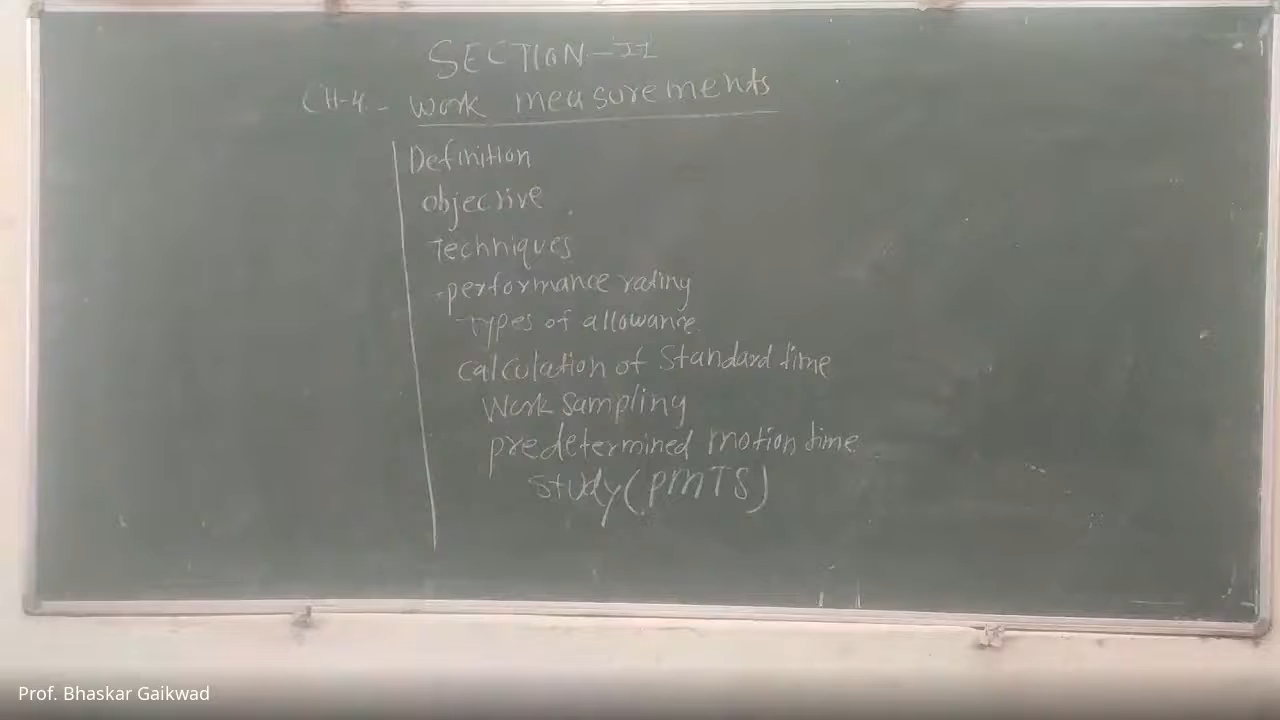 SECTION-II
CH-4- Work measurements
Definition
objective
Techniques
performance rating
Types of allowance
calculation of standard time
Work sampling
predetermined motion time
study (PMTS)
Prof. Bhaskar Gaikwad